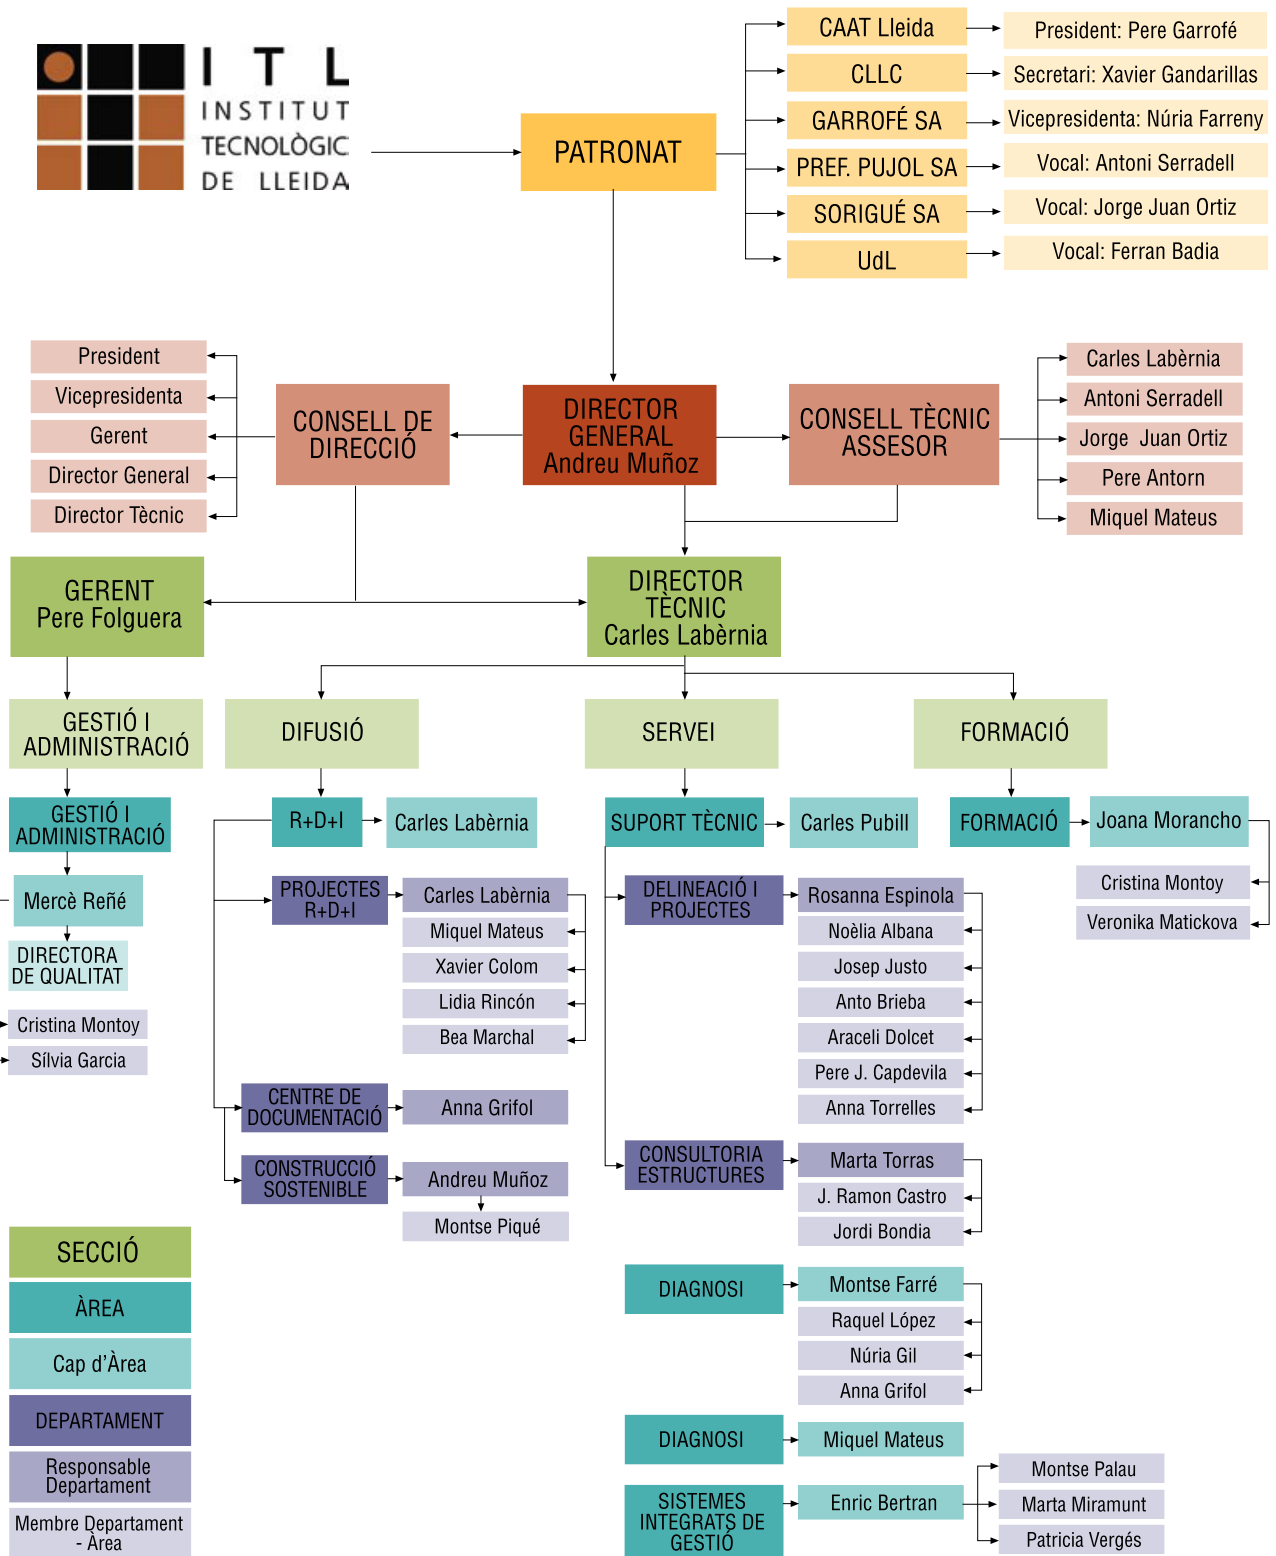 I T L
INSTITUT
TECNOLÒGIC
DE LLEIDA
PATRONAT
CAAT Lleida
President: Pere Garrofé
CLLC
Secretari: Xavier Gandarillas
GARROFÉ SA
Vicepresidenta: Núria Farreny
PREF. PUJOL SA
Vocal: Antoni Serradell
SORIGUÉ SA
Vocal: Jorge Juan Ortiz
UdL
Vocal: Ferran Badia
President
Vicepresidenta
Gerent
Director General
Director Tècnic
CONSELL DE
DIRECCIÓ
DIRECTOR
GENERAL
Andreu Muñoz
CONSELL TÈCNIC
ASSESOR
Carles Labèrnia
Antoni Serradell
Jorge Juan Ortiz
Pere Antorn
Miquel Mateus
GERENT
Pere Folguera
DIRECTOR
TÈCNIC
Carles Labèrnia
GESTIÓ I
ADMINISTRACIÓ
DIFUSIÓ
SERVEI
FORMACIÓ
GESTIÓ I
ADMINISTRACIÓ
Mercè Reñé
DIRECTORA
DE QUALITAT
Cristina Montoy
Sílvia Garcia
R+D+I
Carles Labèrnia
PROJECTES
R+D+I
Carles Labèrnia
Miquel Mateus
Xavier Colom
Lidia Rincón
Bea Marchal
CENTRE DE
DOCUMENTACIÓ
Anna Grifol
CONSTRUCCIÓ
SOSTENIBLE
Andreu Muñoz
Montse Piqué
SUPORT TÈCNIC
Carles Pubill
DELINEACIÓ I
PROJECTES
Rosanna Espinola
Noèlia Albana
Josep Justo
Anto Brieba
Araceli Dolcet
Pere J. Capdevila
Anna Torrelles
CONSULTORIA
ESTRUCTURES
Marta Torras
J. Ramon Castro
Jordi Bondia
DIAGNOSI
Montse Farré
Raquel López
Núria Gil
Anna Grifol
DIAGNOSI
Miquel Mateus
SISTEMES
INTEGRATS DE
GESTIÓ
Enric Bertran
Montse Palau
Marta Miramunt
Patricia Vergés
FORMACIÓ
Joana Morancho
Cristina Montoy
Veronika Matickova
SECCIÓ
ÀREA
Cap d'Àrea
DEPARTAMENT
Responsable
Departament
Membre Departament
- Àrea